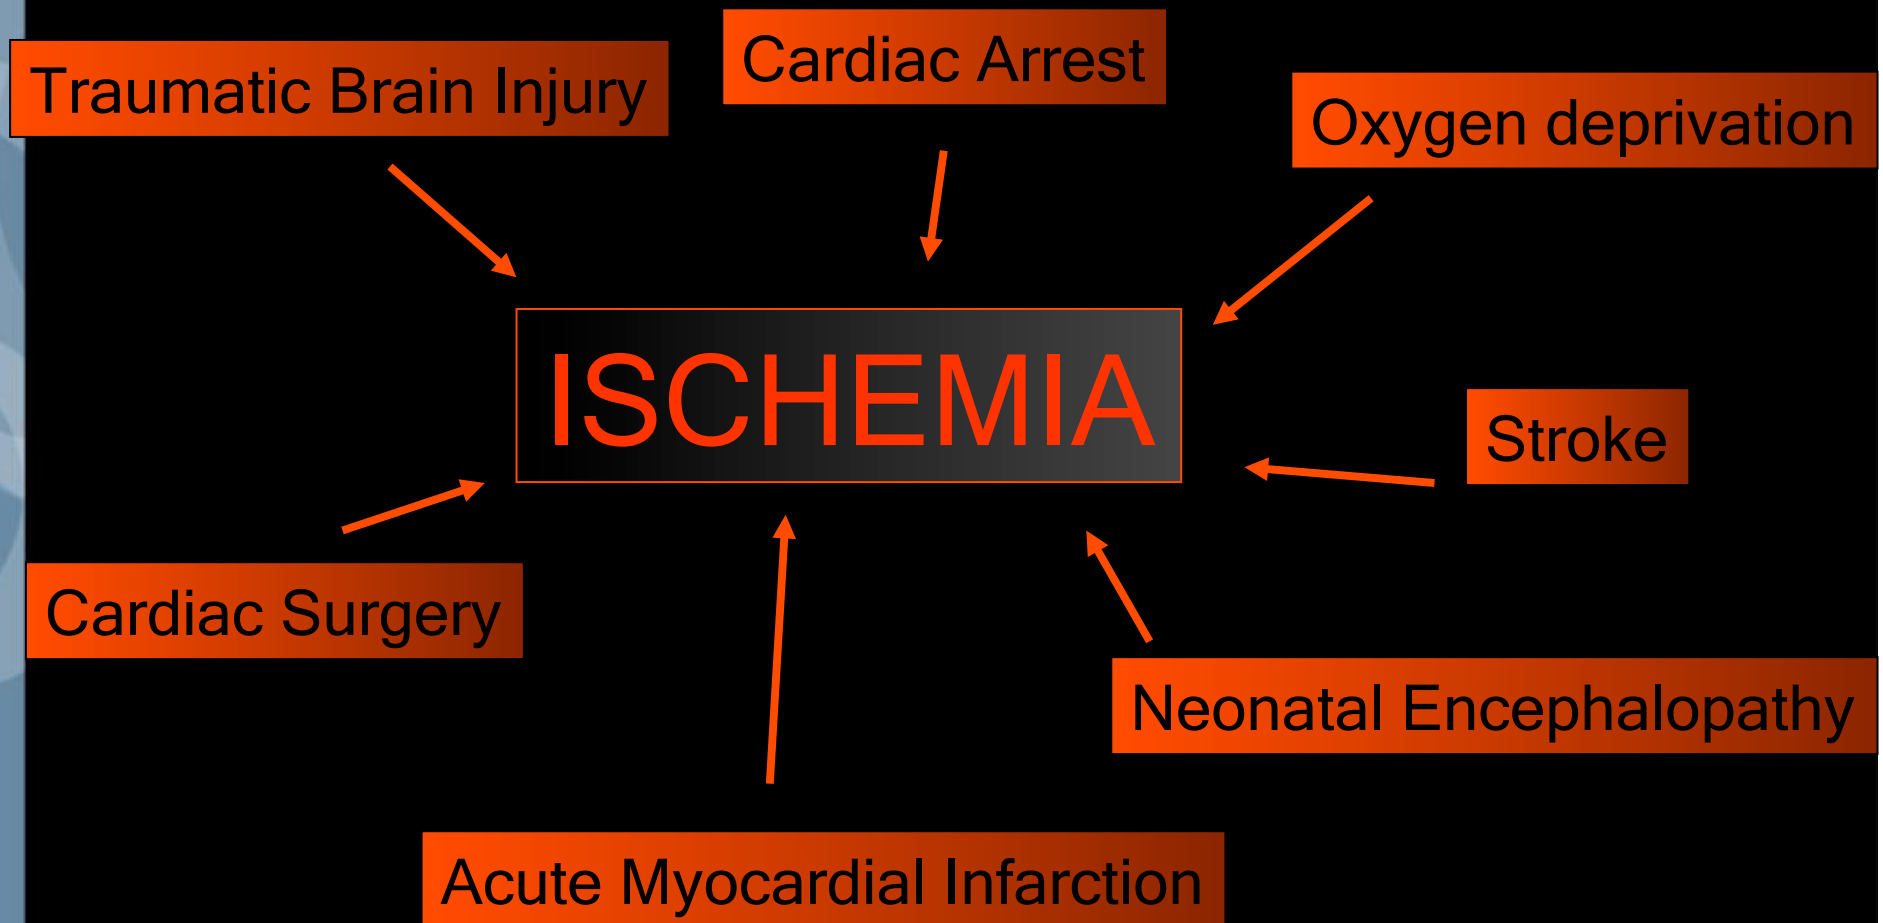 Cardiac Arrest
Traumatic Brain Injury
Oxygen deprivation
ISCHEMIA
Stroke
Cardiac Surgery
Neonatal Encephalopathy
Acute Myocardial Infarction